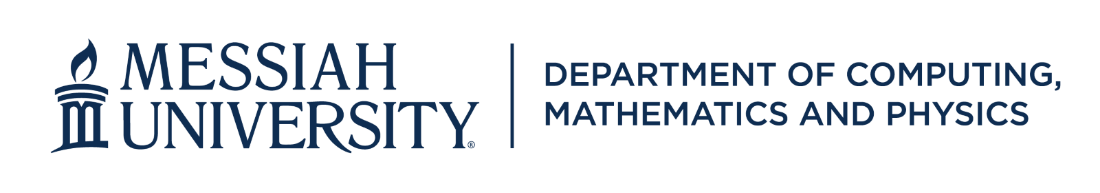 MESSIAH
UNIVERSITY®
DEPARTMENT OF COMPUTING,
MATHEMATICS AND PHYSICS